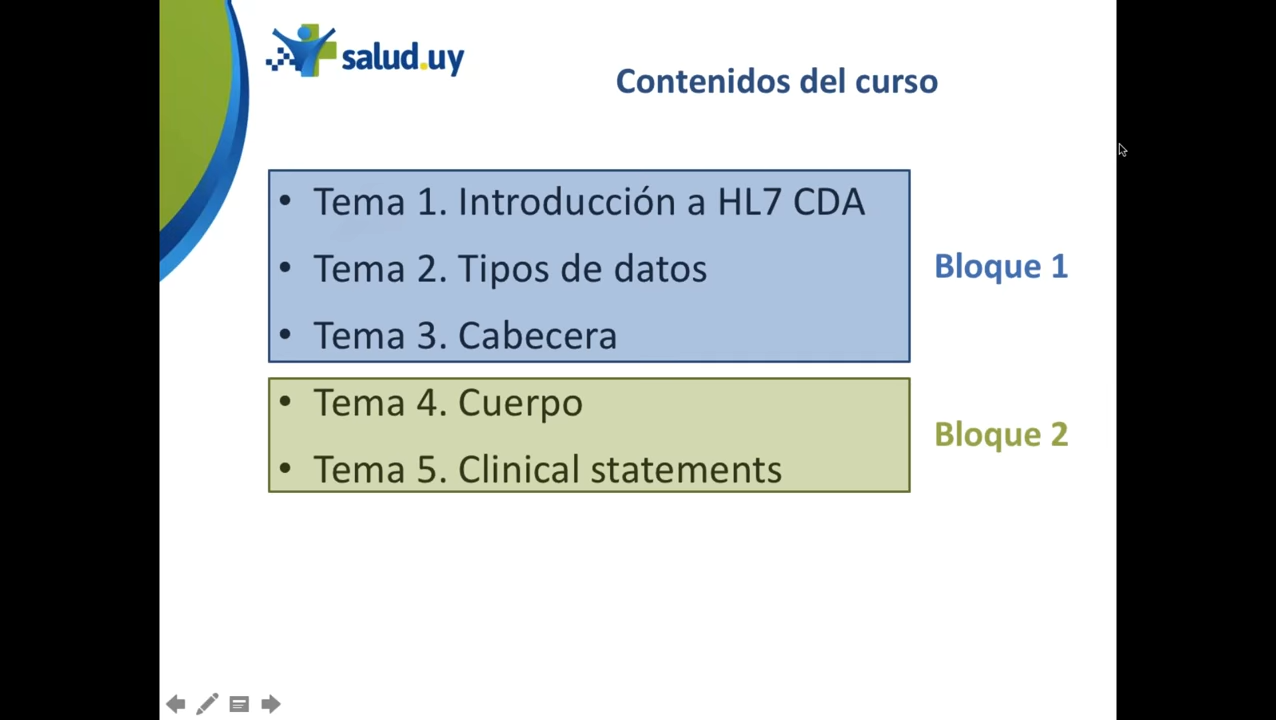 salud.uy
Contenidos del curso
• Tema 1. Introducción a HL7 CDA
• Tema 2. Tipos de datos
• Tema 3. Cabecera
Bloque 1
• Tema 4. Cuerpo
• Tema 5. Clinical statements
Bloque 2